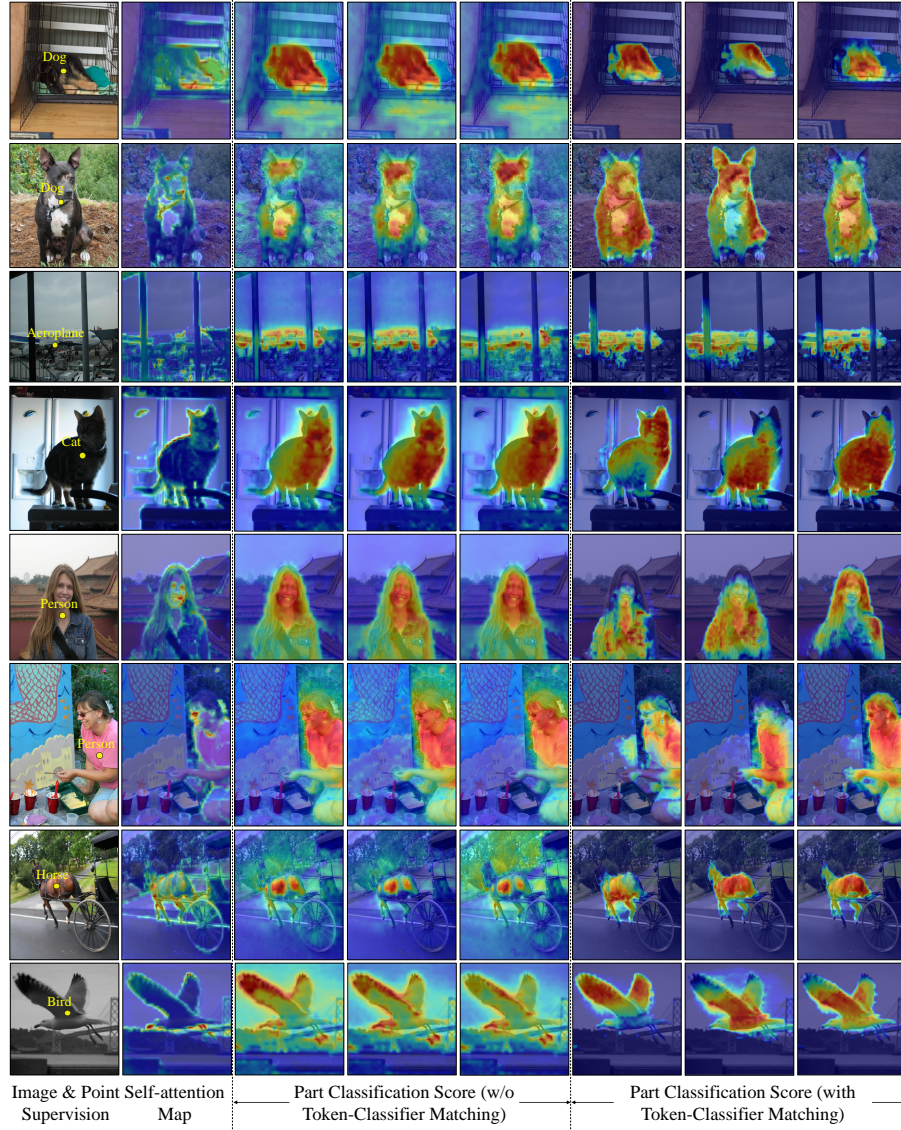 Dog
Dog
Aeroplane
Cat
Person
Person
Horse
Bird
Image & Point
Supervision
Self-attention
Map
Part Classification Score (w/o
Token-Classifier Matching)
Part Classification Score (with
Token-Classifier Matching)